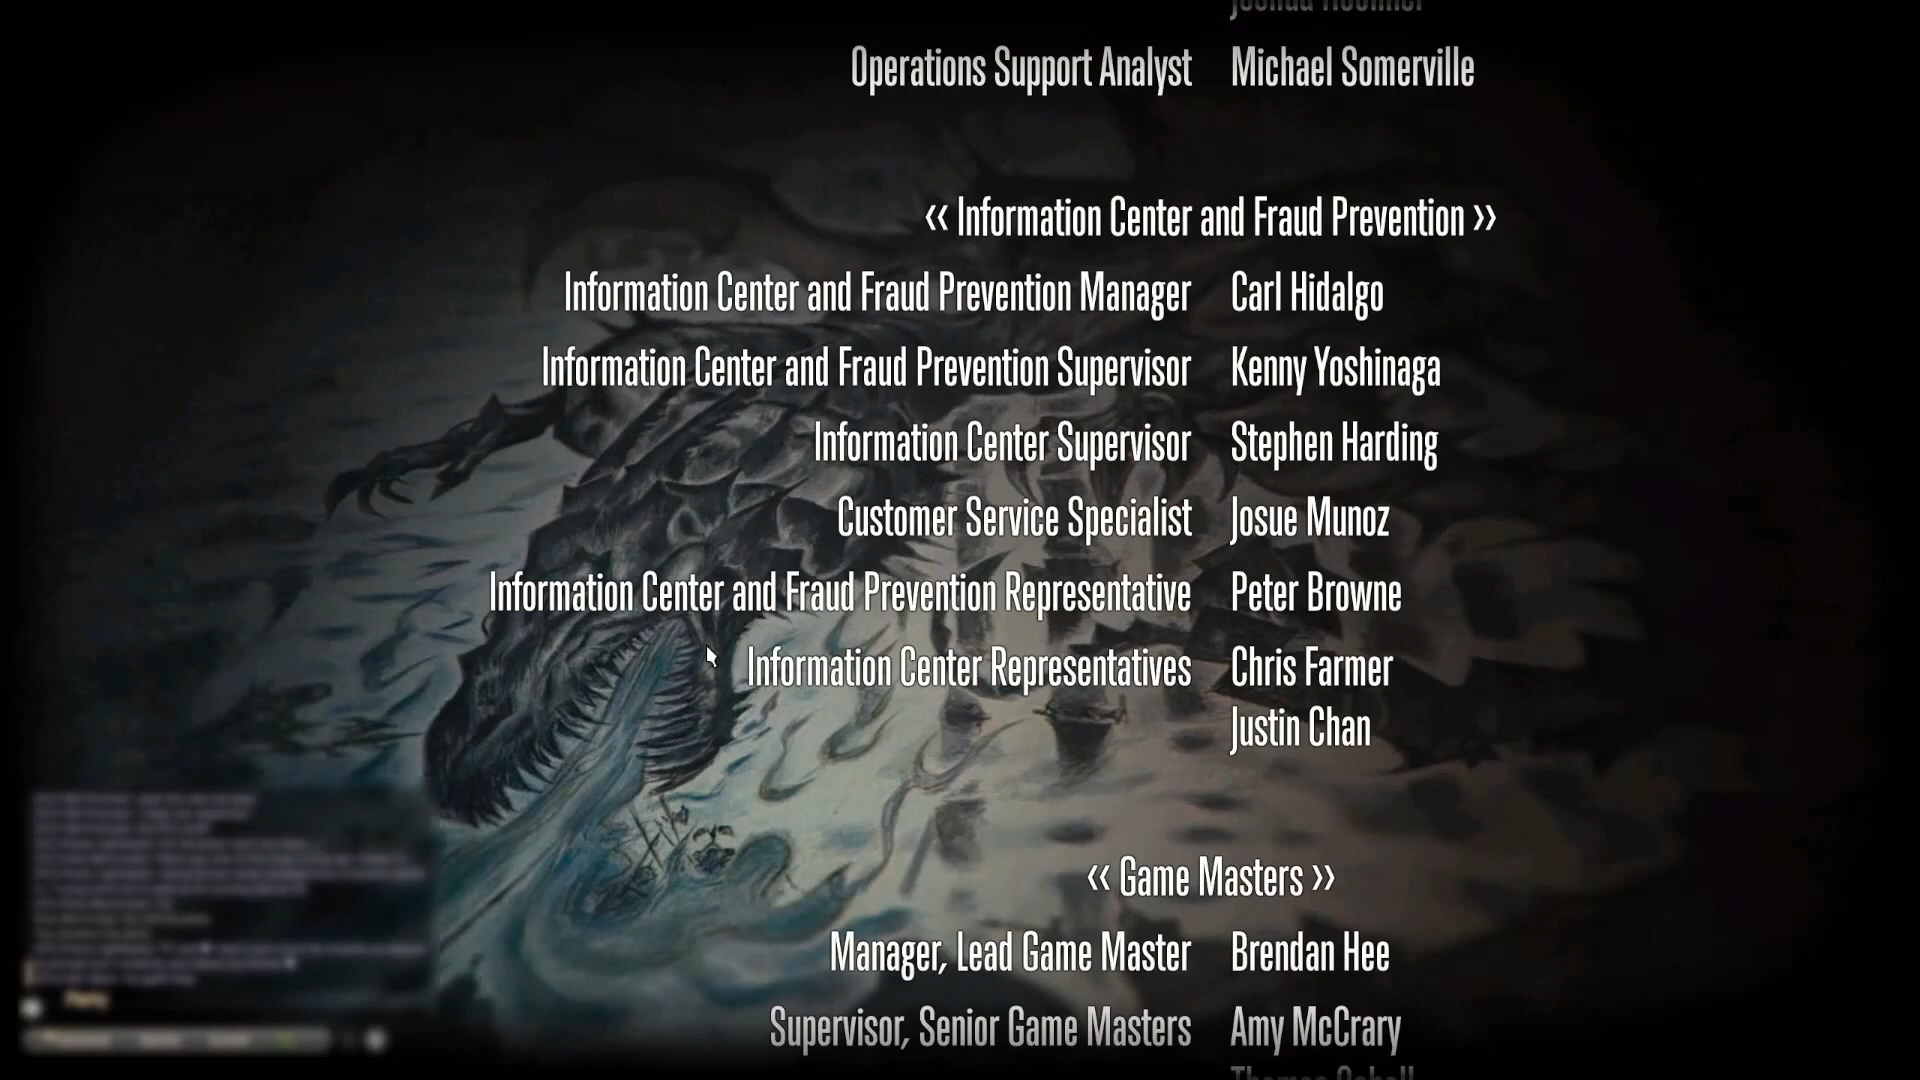 Operations Support Analyst Michael Somerville
‹‹ Information Center and Fraud Prevention ››
Information Center and Fraud Prevention Manager Carl Hidalgo
Information Center and Fraud Prevention Supervisor Kenny Yoshinaga
Information Center Supervisor Stephen Harding
Customer Service Specialist Josue Munoz
Information Center and Fraud Prevention Representative Peter Browne
Information Center Representatives Chris Farmer
Justin Chan
‹‹ Game Masters ››
Manager, Lead Game Master Brendan Hee
Supervisor, Senior Game Masters Amy McCrary